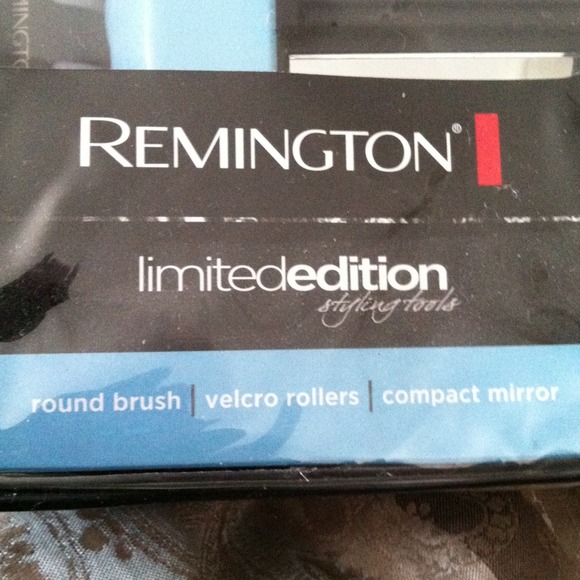 REMINGTON®
limitededition
styling tools
round brush | velcro rollers | compact mirror